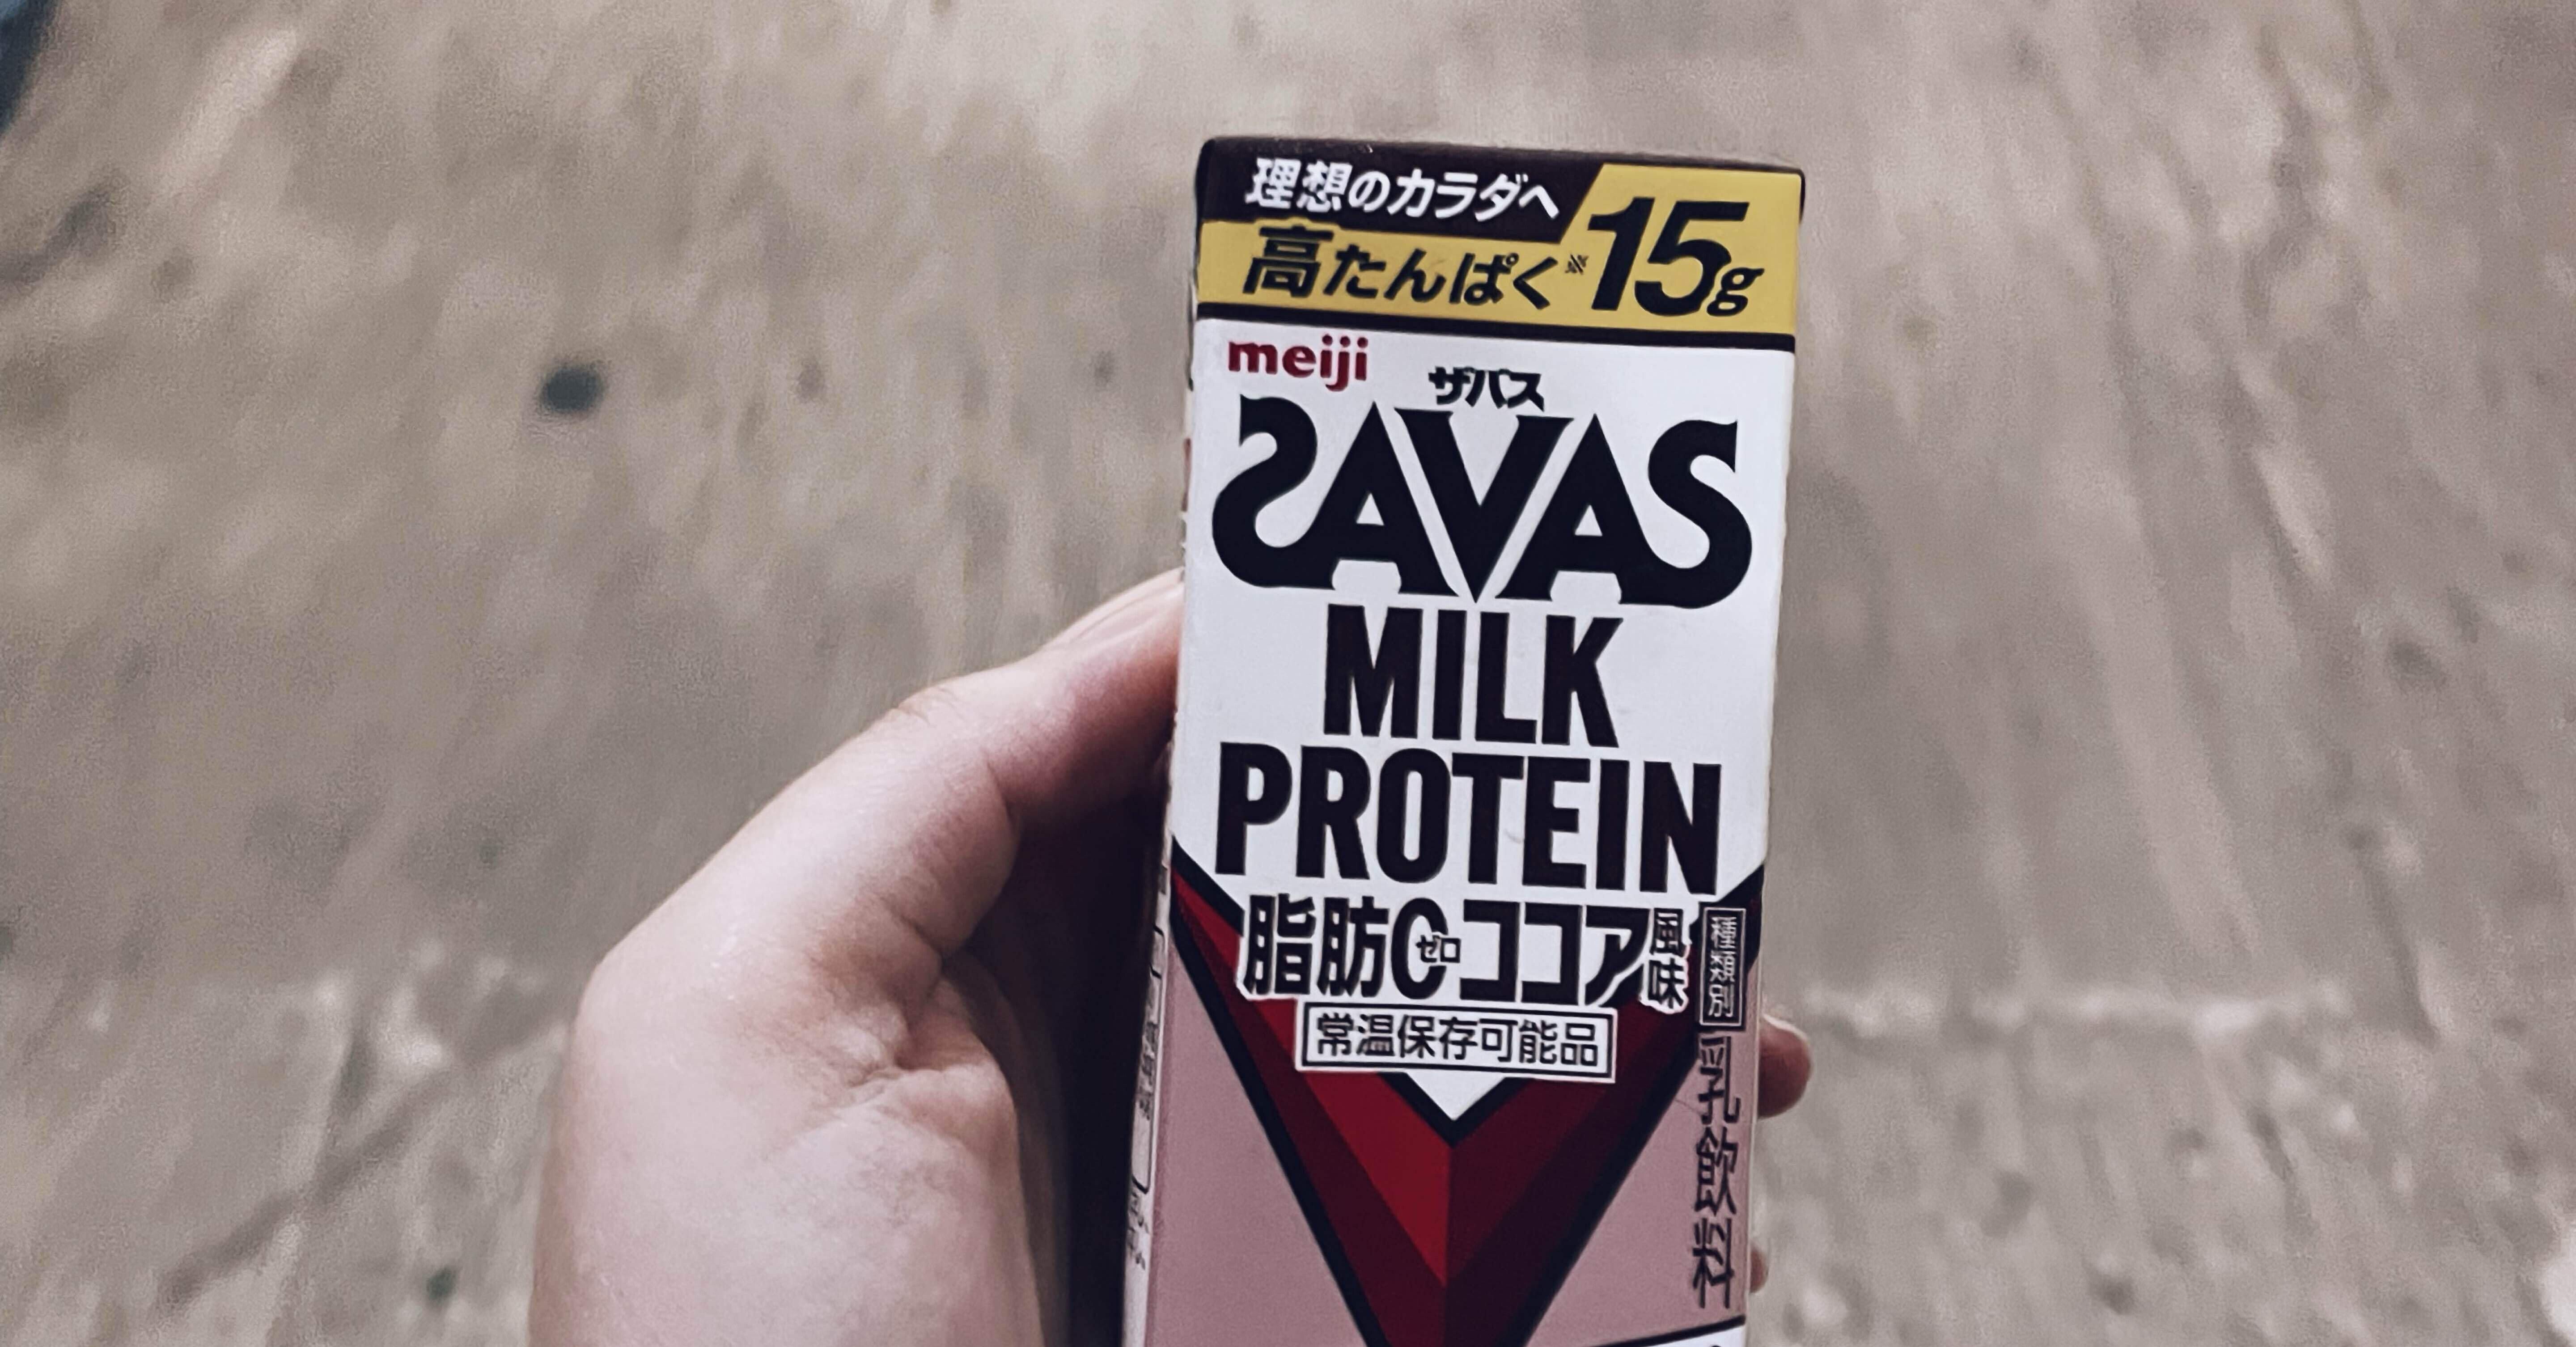 理想のカラダへ
高たんぱく※15g
meiji
ザバス
SAVAS
MILK
PROTEIN
脂肪0ゼロココア風味
常温保存可能品
種類別
乳飲料